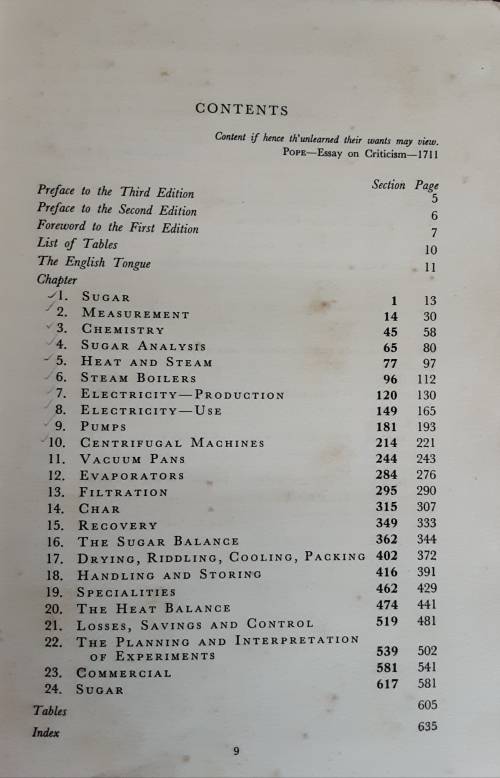 CONTENTS
Content if hence th'unlearned their wants may view.
POPE—Essay on Criticism—1711
Section Page
Preface to the Third Edition 5
Preface to the Second Edition 6
Foreword to the First Edition 7
List of Tables 10
The English Tongue 11
Chapter
1. SUGAR 1 13
2. MEASUREMENT 14 30
3. CHEMISTRY 45 58
4. SUGAR ANALYSIS 65 80
5. HEAT AND STEAM 77 97
6. STEAM BOILERS 96 112
7. ELECTRICITY—PRODUCTION 120 130
8. ELECTRICITY—USE 149 165
9. PUMPS 181 193
10. CENTRIFUGAL MACHINES 214 221
11. VACUUM PANS 244 243
12. EVAPORATORS 284 276
13. FILTRATION 295 290
14. CHAR 315 307
15. RECOVERY 349 333
16. THE SUGAR BALANCE 362 344
17. DRYING, RIDDLING, COOLING, PACKING 402 372
18. HANDLING AND STORING 416 391
19. SPECIALITIES 462 429
20. THE HEAT BALANCE 474 441
21. LOSSES, SAVINGS AND CONTROL 519 481
22. THE PLANNING AND INTERPRETATION
OF EXPERIMENTS 539 502
23. COMMERCIAL 581 541
24. SUGAR 617 581
Tables 605
Index 635
9